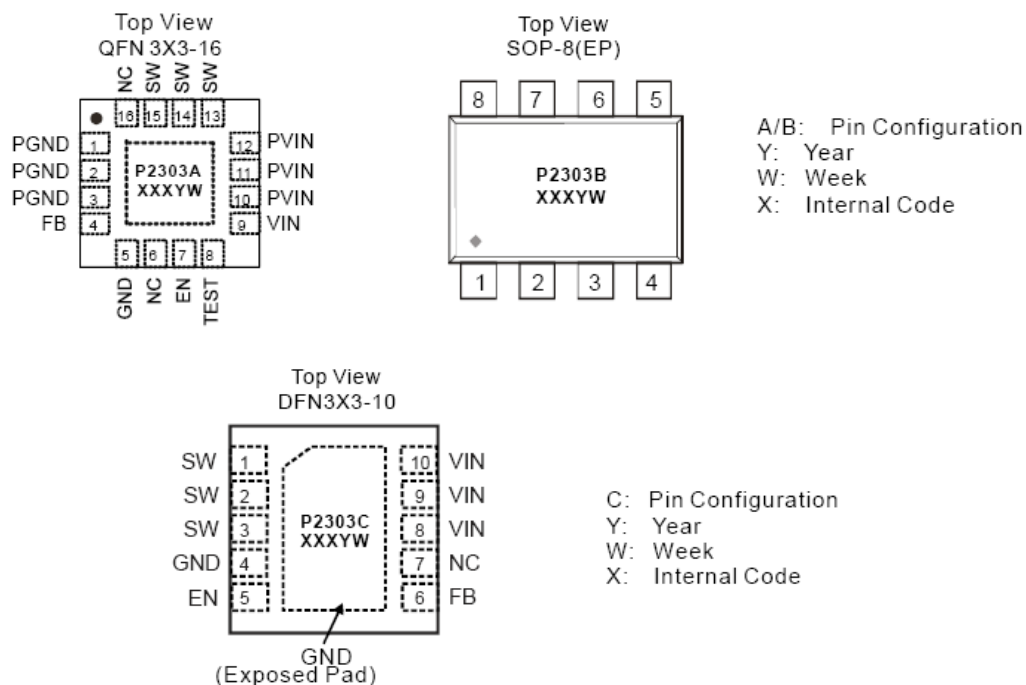 Top View
QFN 3X3-16
NC SW SW SW
16 15 14 13
PGND 1 12 PVIN
PGND 2 11 PVIN
PGND 3 10 PVIN
FB 4 9 VIN
P2303A
XXXYW
5 6 7 8
GND NC EN TEST
Top View
SOP-8(EP)
8 7 6 5
P2303B
XXXYW
1 2 3 4
A/B: Pin Configuration
Y: Year
W: Week
X: Internal Code
Top View
DFN3X3-10
SW 1 10 VIN
SW 2 9 VIN
SW 3 8 VIN
GND 4 7 NC
EN 5 6 FB
P2303C
XXXYW
GND
(Exposed Pad)
C: Pin Configuration
Y: Year
W: Week
X: Internal Code